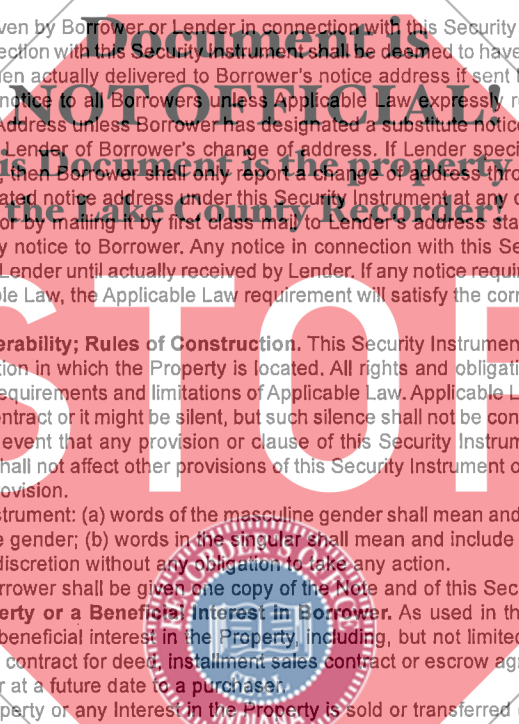 ven by Borrower or Lender in connection with this Security
Document is
ection with this Security Instrument shall be deemed to have
en actually delivered to Borrower's notice address if sent
notice to all Borrowers unless Applicable Law expressly r
NOT OFFICIAL!
Address unless Borrower has designated a substitute notice
Lender of Borrower's change of address. If Lender speci
is Document is the property
, then Borrower shall only report a change of address thro
ated notice address under this Security Instrument at any
the Lake County Recorder!
or by mailing it by first class mail to Lender's address sta
y notice to Borrower. Any notice in connection with this Se
Lender until actually received by Lender. If any notice requir
le Law, the Applicable Law requirement will satisfy the corr
STOP
erability; Rules of Construction. This Security Instrumen
tion in which the Property is located. All rights and obligati
equirements and limitations of Applicable Law. Applicable L
ontract or it might be silent, but such silence shall not be con
event that any provision or clause of this Security Instrum
hall not affect other provisions of this Security Instrument o
ovision.
strument: (a) words of the masculine gender shall mean and
e gender; (b) words in the singular shall mean and include
discretion without any obligation to take any action.
rrower shall be given one copy of the Note and of this Sec
erty or a Beneficial Interest in Borrower. As used in th
beneficial interest in the Property, including, but not limited
contract for deed, installment sales contract or escrow agr
r at a future date to a purchaser.
perty or any Interest in the Property is sold or transferred